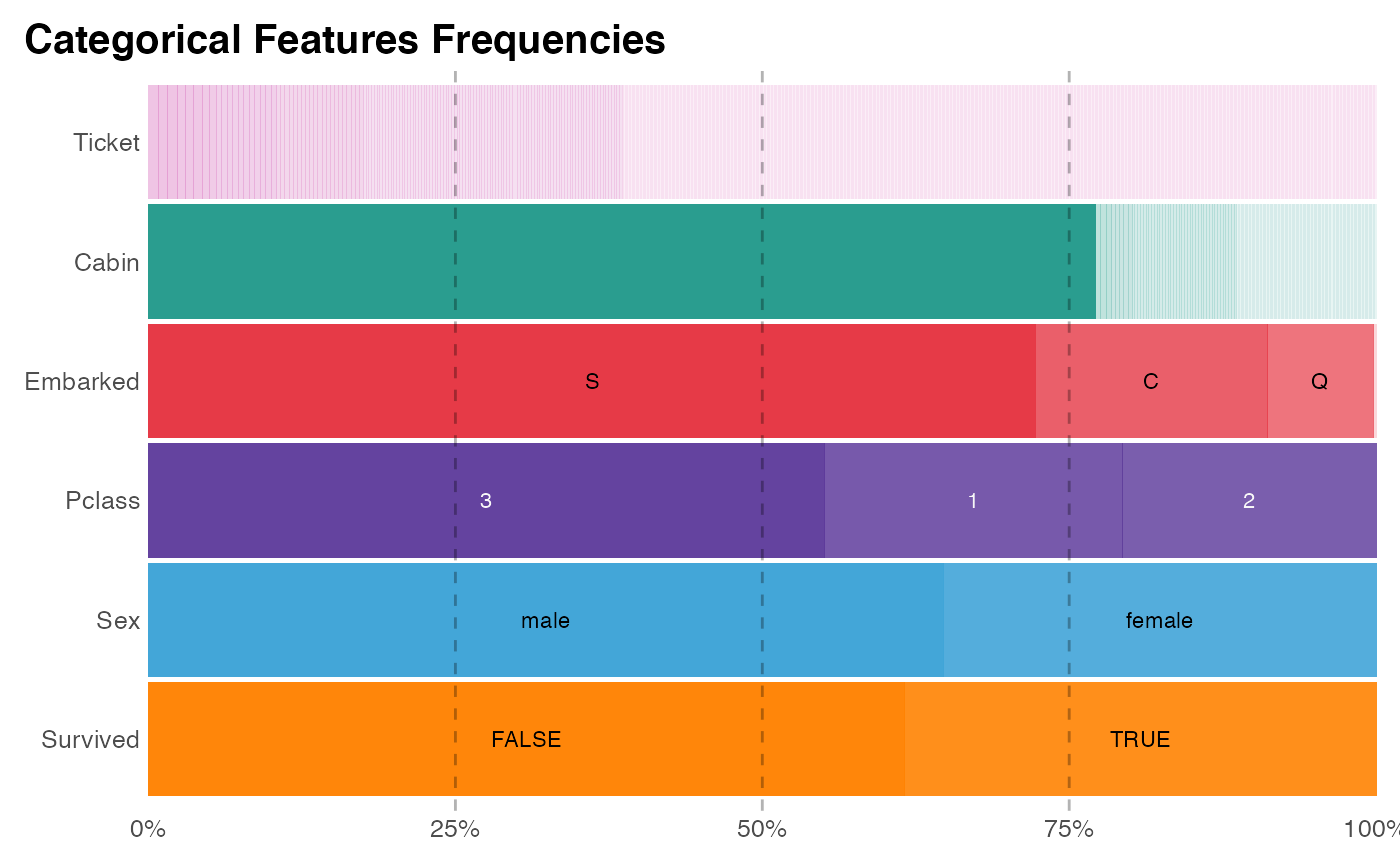 Categorical Features Frequencies
Ticket
Cabin
Embarked S C Q
Pclass 3 1 2
Sex male female
Survived FALSE TRUE
0% 25% 50% 75% 100%